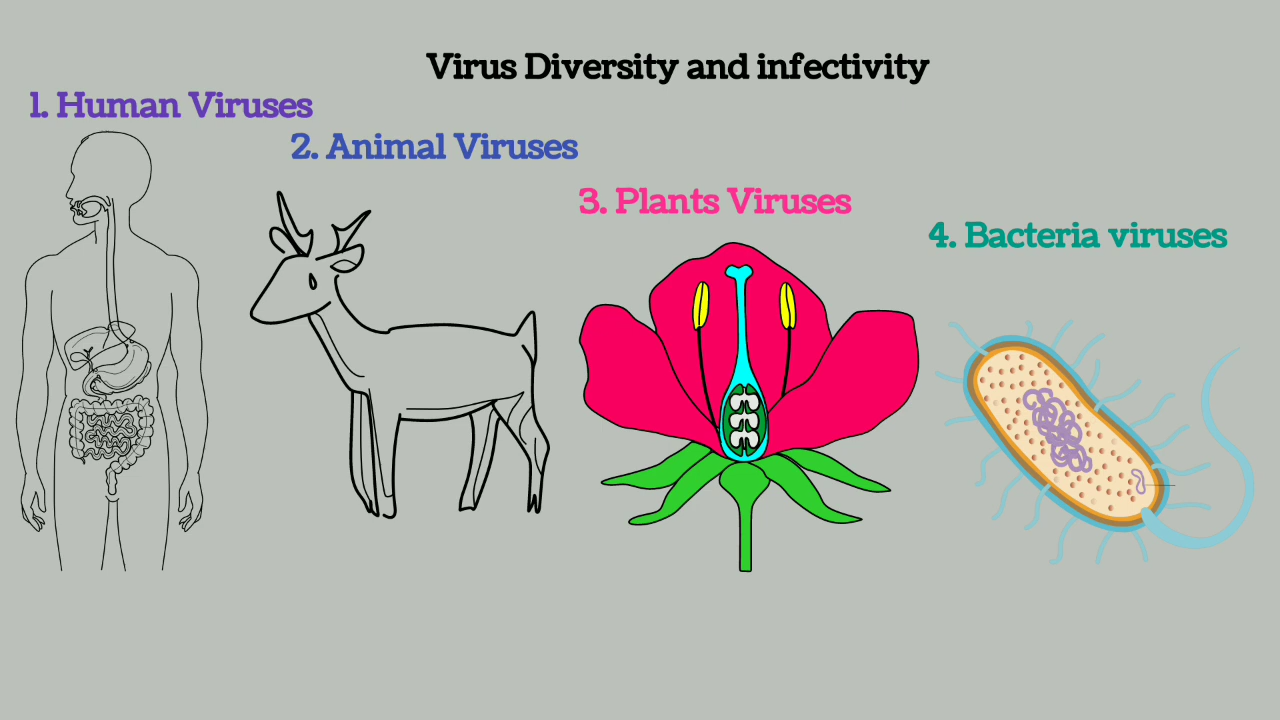 Virus Diversity and infectivity
1. Human Viruses
2. Animal Viruses
3. Plants Viruses
4. Bacteria viruses